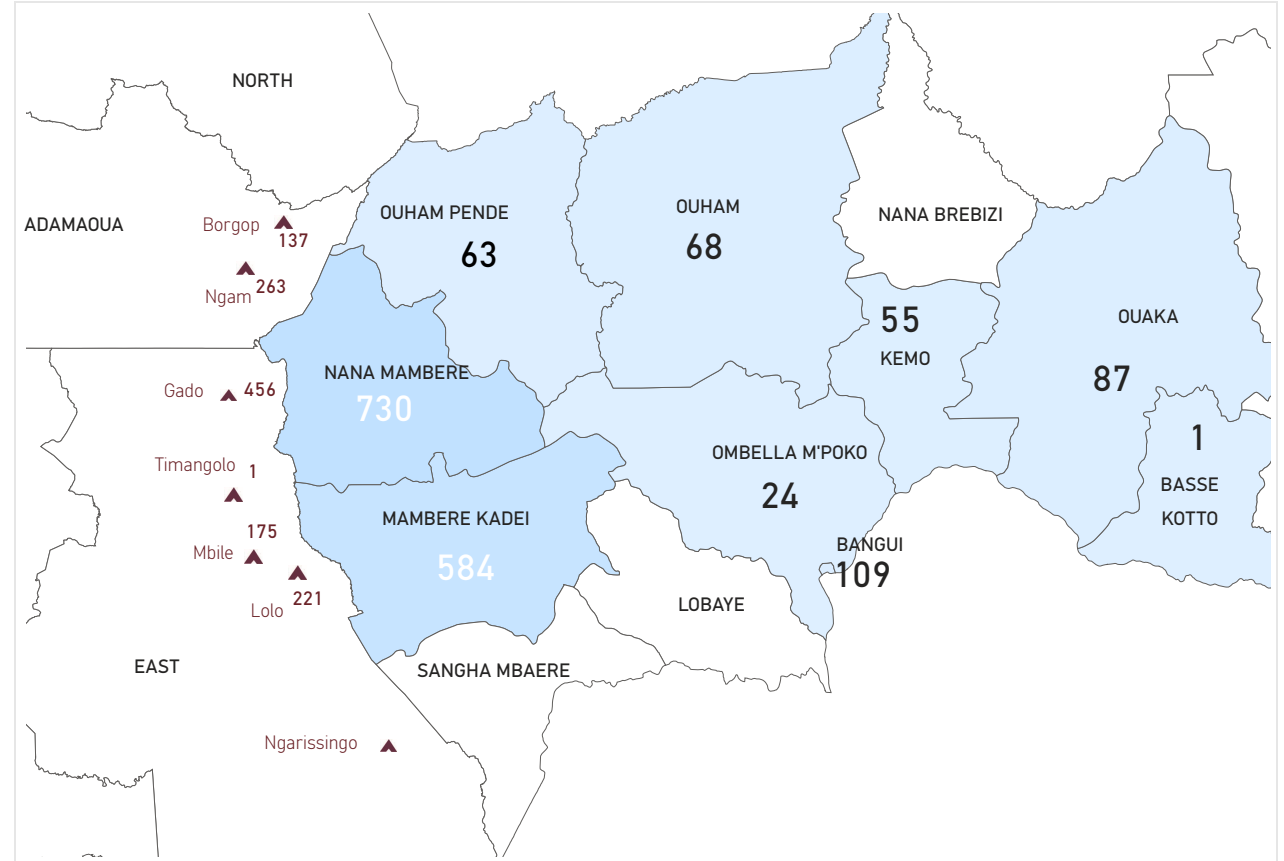 NORTH
ADAMAOUA
Borgop
137
Ngam
263
OUHAM PENDE
63
OUHAM
68
NANA BREBIZI
55
KEMO
OUAKA
87
NANA MAMBERE
730
Gado
456
Timangolo
1
175
Mbile
Lolo
221
OMBELLA M'POKO
24
1
BASSE
KOTTO
MAMBERE KADEI
584
BANGUI
109
LOBAYE
EAST
SANGHA MBAERE
Ngarissingo